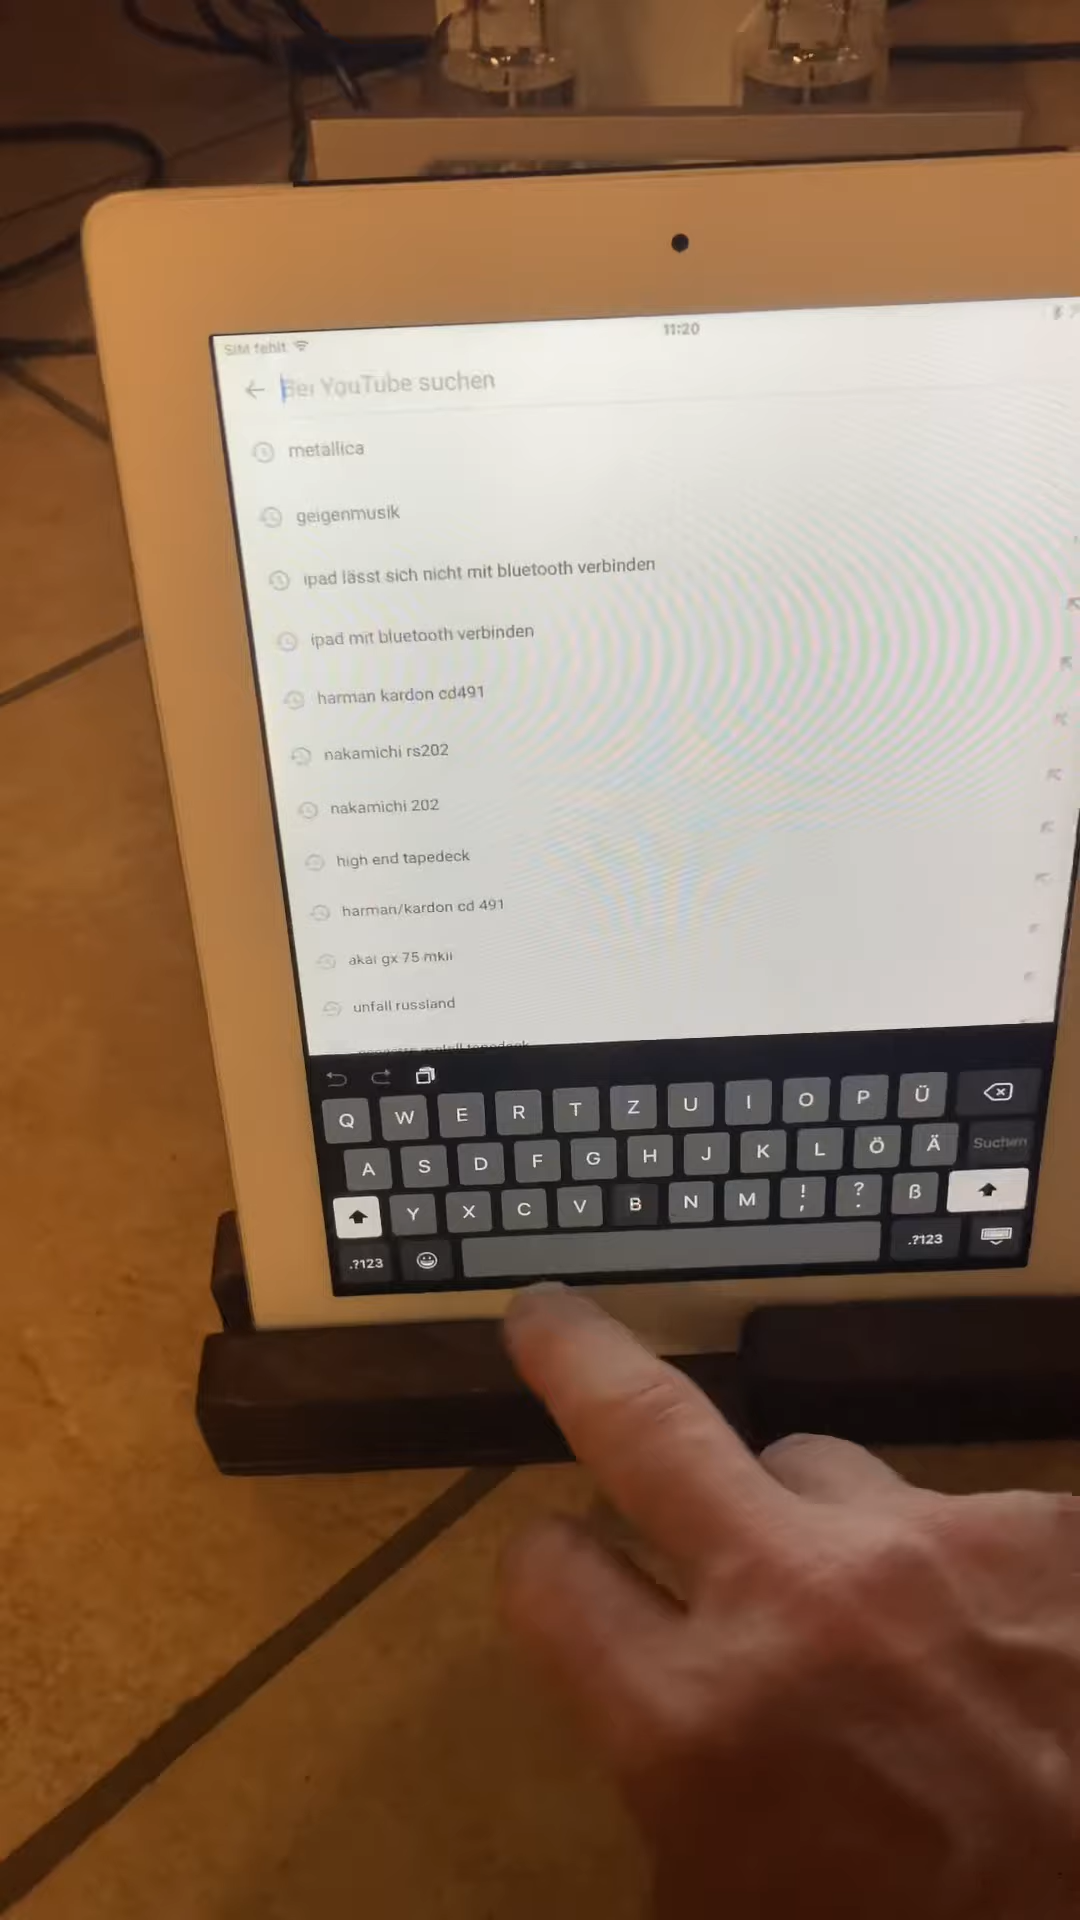 SIM fehlt
11:20
Bei YouTube suchen
metallica
geigenmusik
ipad lässt sich nicht mit bluetooth verbinden
ipad mit bluetooth verbinden
harman kardon cd491
nakamichi rs202
nakamichi 202
high end tapedeck
harman/kardon cd 491
akai gx 75 mkii
unfall russland
tapedeck
Q W E R T Z U I O P Ü
A S D F G H J K L Ö Ä Suchen
Y X C V B N M ! , ? . ß
.?123 .?123